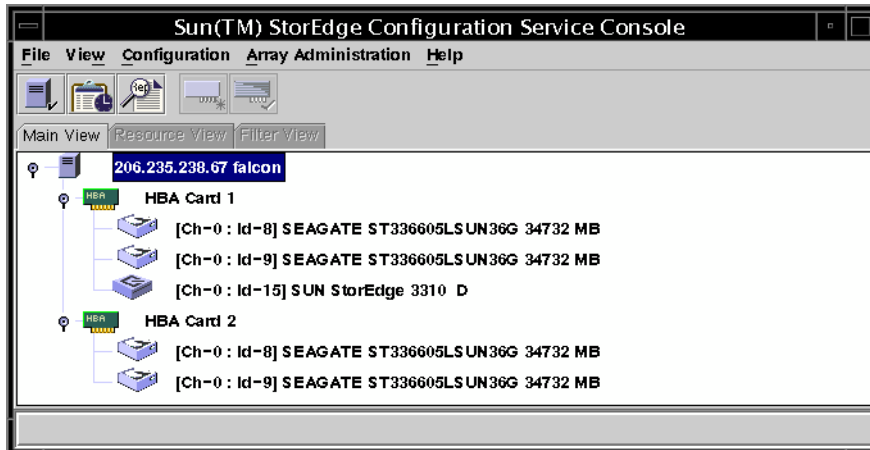 Sun(TM) StorEdge Configuration Service Console
File View Configuration Array Administration Help
Main View Resource View Filter View
206.235.238.67 falcon
HBA HBA Card 1
[Ch-0 : Id-8] SEAGATE ST336605LSUN36G 34732 MB
[Ch-0 : Id-9] SEAGATE ST336605LSUN36G 34732 MB
[Ch-0 : Id-15] SUN StorEdge 3310 D
HBA HBA Card 2
[Ch-0 : Id-8] SEAGATE ST336605LSUN36G 34732 MB
[Ch-0 : Id-9] SEAGATE ST336605LSUN36G 34732 MB